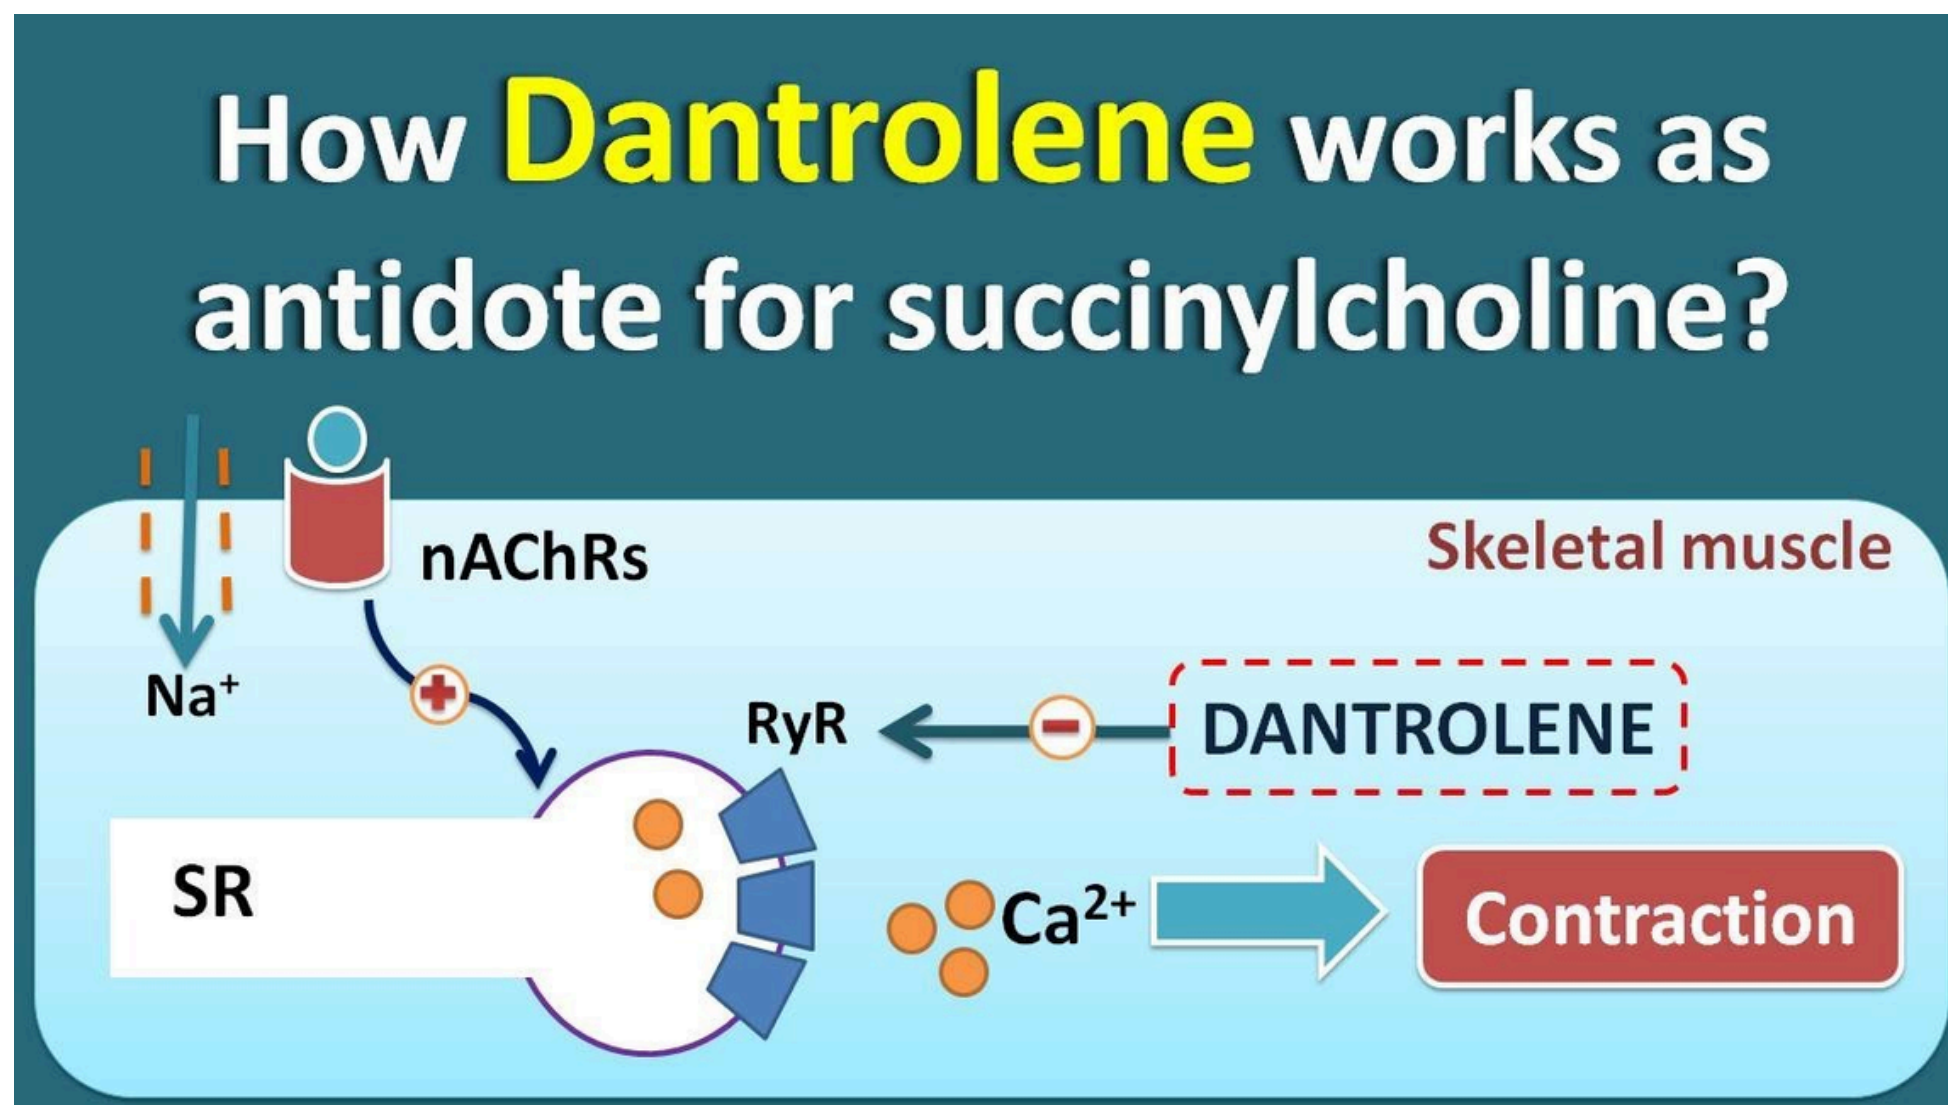 How Dantrolene works as
antidote for succinylcholine?
nAChRs
Skeletal muscle
Na⁺
RyR
DANTROLENE
SR
Ca²⁺
Contraction